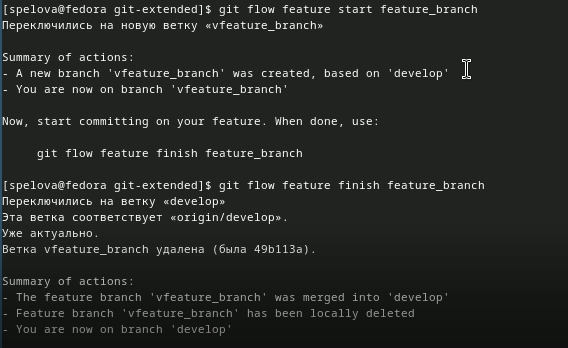 [spelova@fedora git-extended]$ git flow feature start feature_branch
Переключились на новую ветку «vfeature_branch»
Summary of actions:
- A new branch 'vfeature_branch' was created, based on 'develop'
- You are now on branch 'vfeature_branch'
Now, start committing on your feature. When done, use:
git flow feature finish feature_branch
[spelova@fedora git-extended]$ git flow feature finish feature_branch
Переключились на ветку «develop»
Эта ветка соответствует «origin/develop».
Уже актуально.
Ветка vfeature_branch удалена (была 49b113a).
Summary of actions:
- The feature branch 'vfeature_branch' was merged into 'develop'
- Feature branch 'vfeature_branch' has been locally deleted
- You are now on branch 'develop'